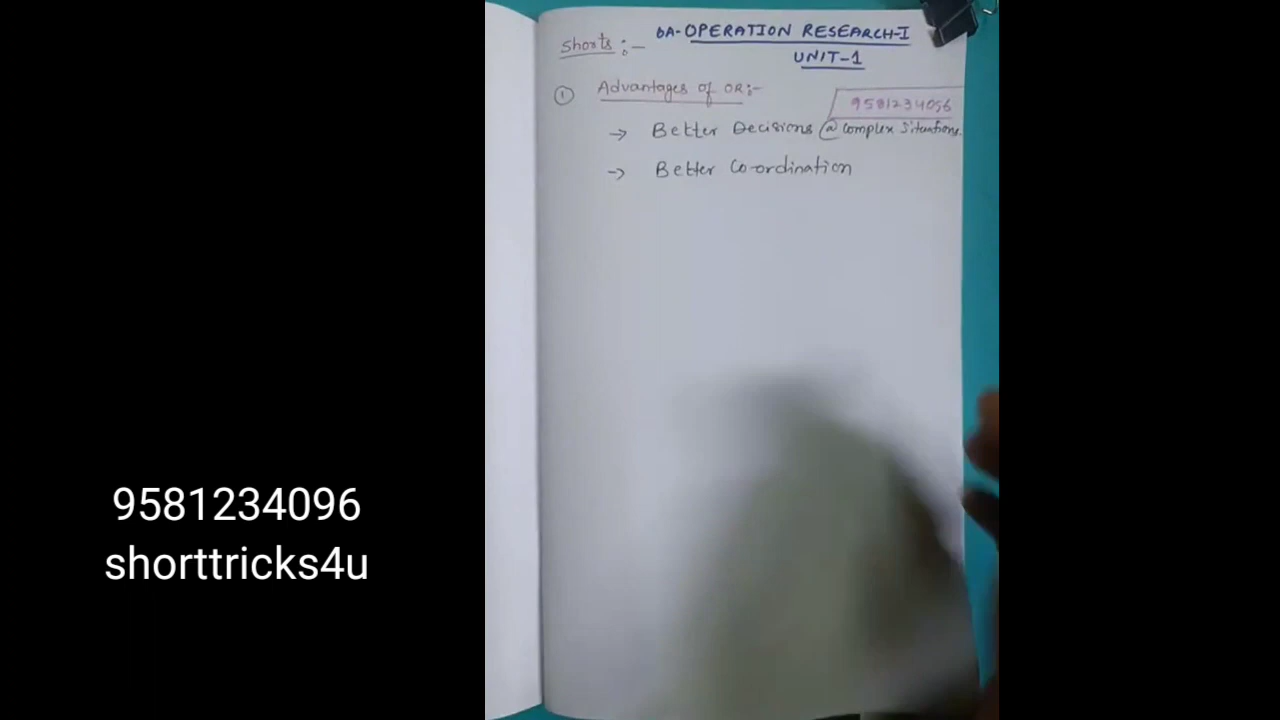 6A-OPERATION RESEARCH-I
Shorts :-
UNIT-1
① Advantages of OR:-
9581234096
→ Better Decisions @ complex situations.
→ Better Co-ordination
9581234096
shorttricks4u